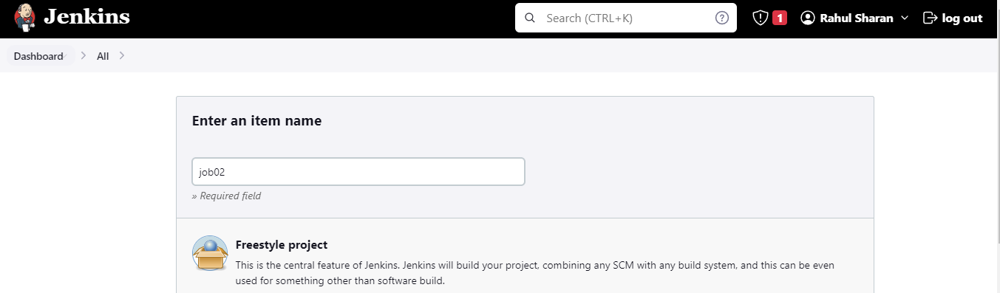 Jenkins
Search (CTRL+K)
1
Rahul Sharan
log out
Dashboard
All
Enter an item name
job02
» Required field
Freestyle project
This is the central feature of Jenkins. Jenkins will build your project, combining any SCM with any build system, and this can be even
used for something other than software build.